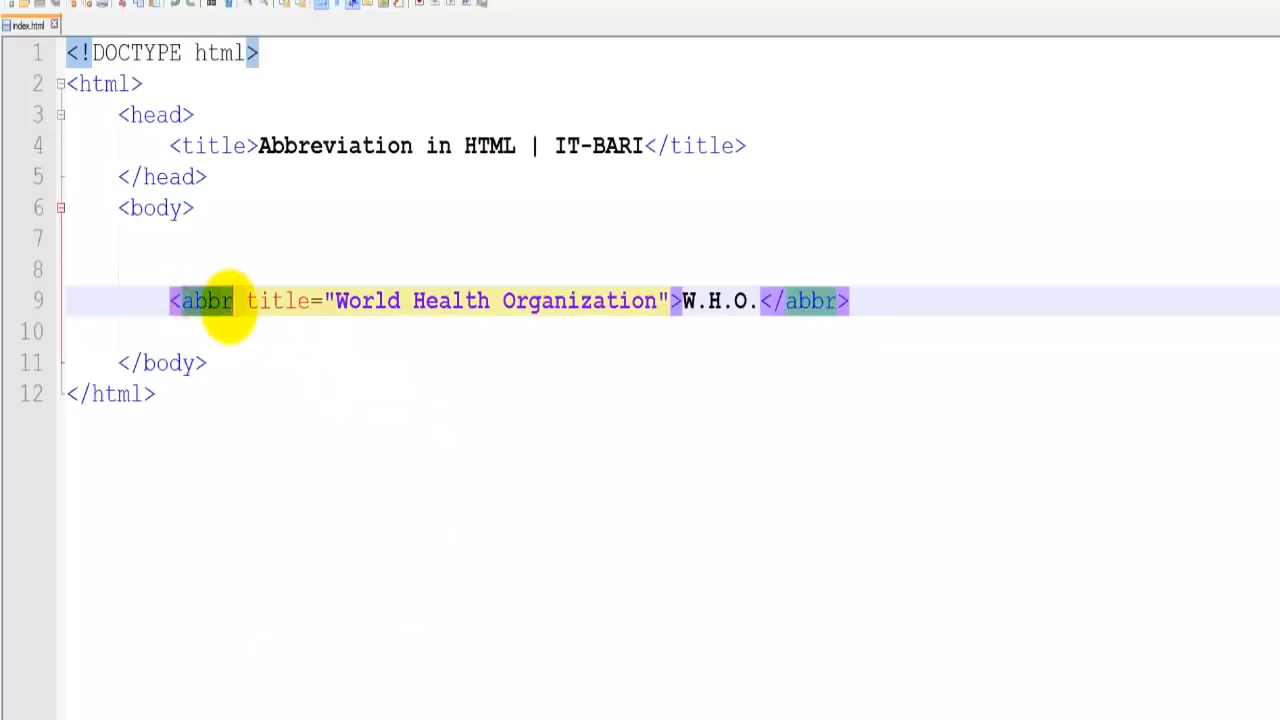 index.html
1 <!DOCTYPE html>
2 <html>
3 <head>
4 <title>Abbreviation in HTML | IT-BARI</title>
5 </head>
6 <body>
7
8
9 <abbr title="World Health Organization">W.H.O.</abbr>
10
11 </body>
12 </html>